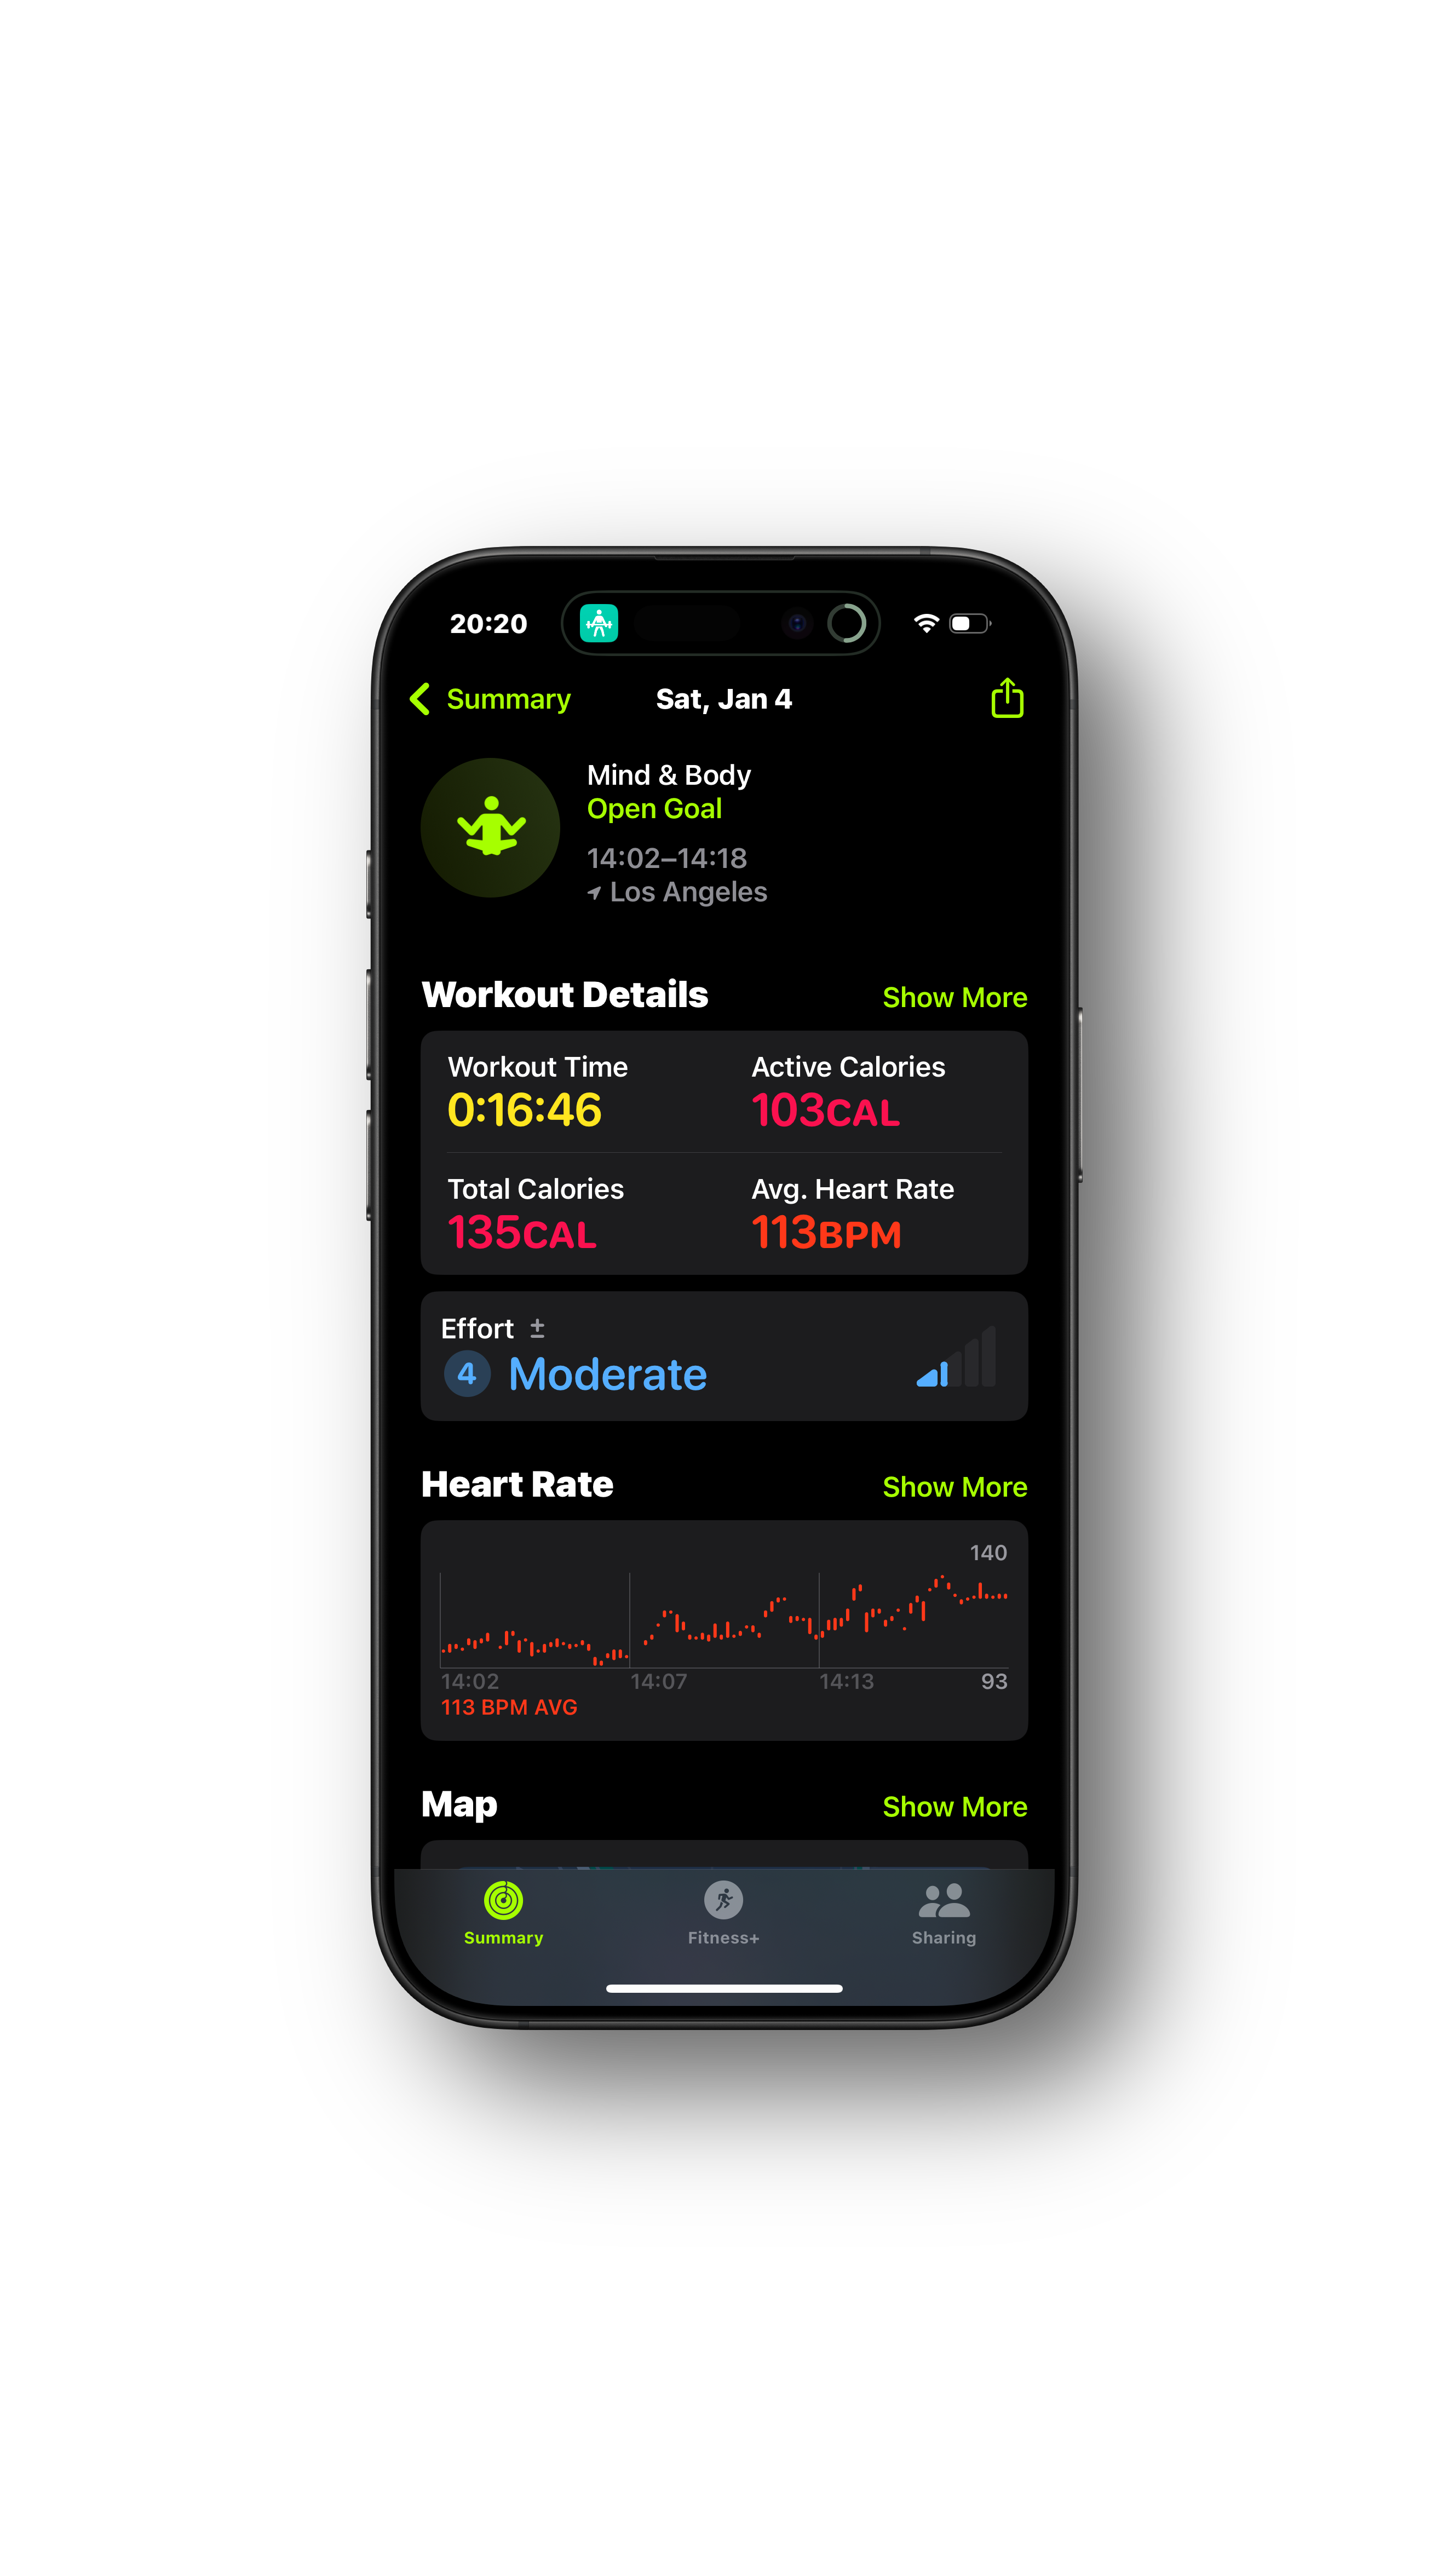 20:20
Summary
Sat, Jan 4
Mind & Body
Open Goal
14:02–14:18
Los Angeles
Workout Details
Show More
Workout Time
Active Calories
0:16:46
103CAL
Total Calories
Avg. Heart Rate
135CAL
113BPM
Effort ±
4 Moderate
Heart Rate
Show More
140
14:02 14:07 14:13 93
113 BPM AVG
Map
Show More
Summary
Fitness+
Sharing